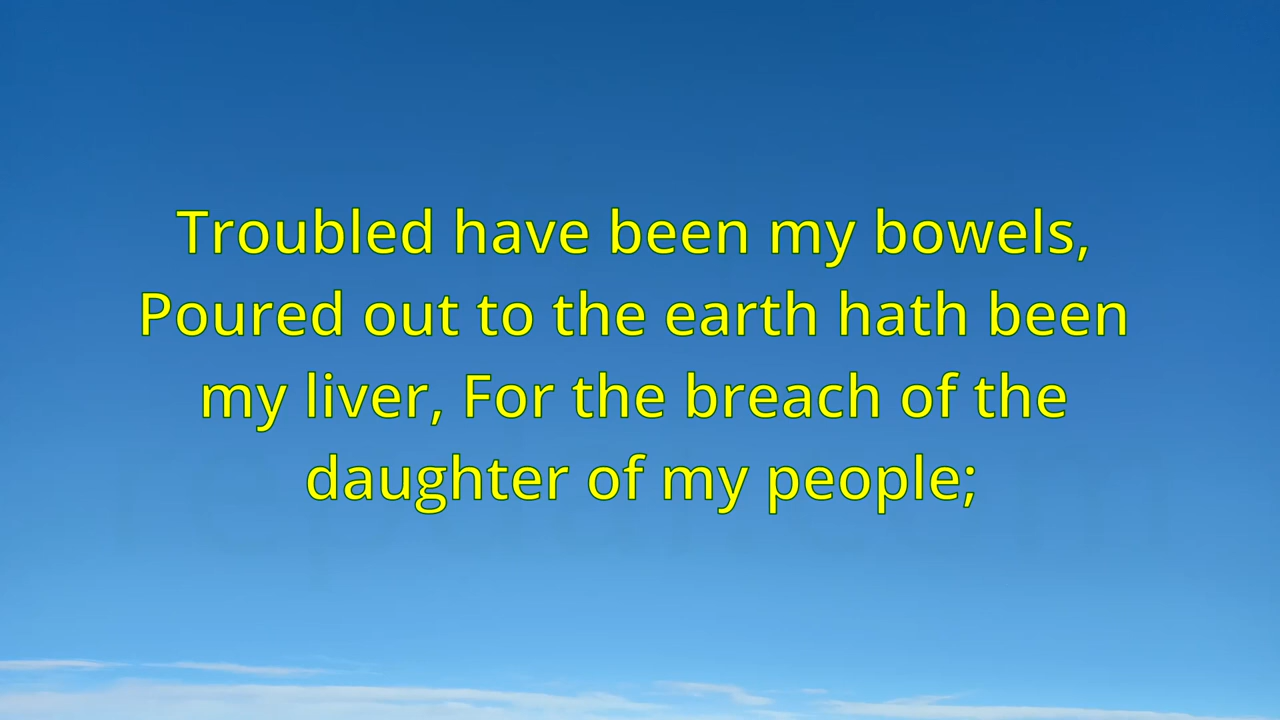 Troubled have been my bowels,
Poured out to the earth hath been
my liver, For the breach of the
daughter of my people;